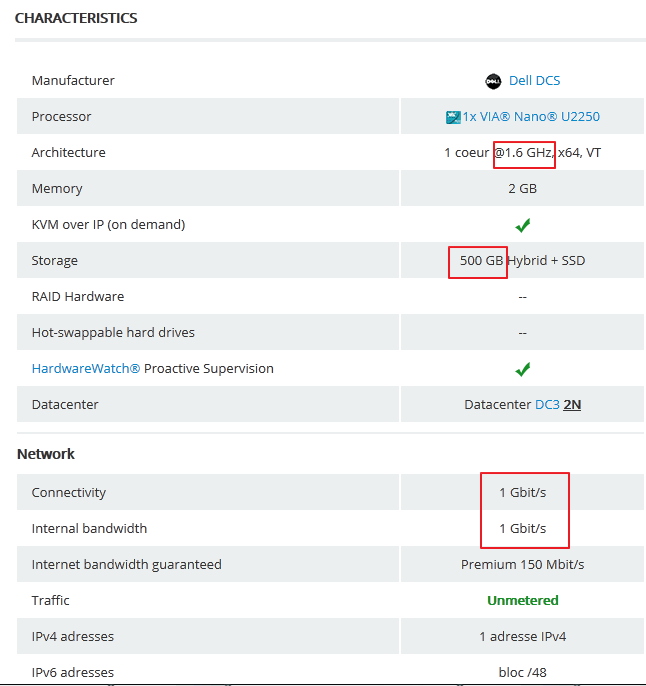 CHARACTERISTICS
Manufacturer DELL Dell DCS
Processor 1x VIA® Nano® U2250
Architecture 1 coeur @1.6 GHz, x64, VT
Memory 2 GB
KVM over IP (on demand)
Storage 500 GB Hybrid + SSD
RAID Hardware --
Hot-swappable hard drives --
HardwareWatch® Proactive Supervision
Datacenter Datacenter DC3 2N
Network
Connectivity 1 Gbit/s
Internal bandwidth 1 Gbit/s
Internet bandwidth guaranteed Premium 150 Mbit/s
Traffic Unmetered
IPv4 adresses 1 adresse IPv4
IPv6 adresses bloc /48